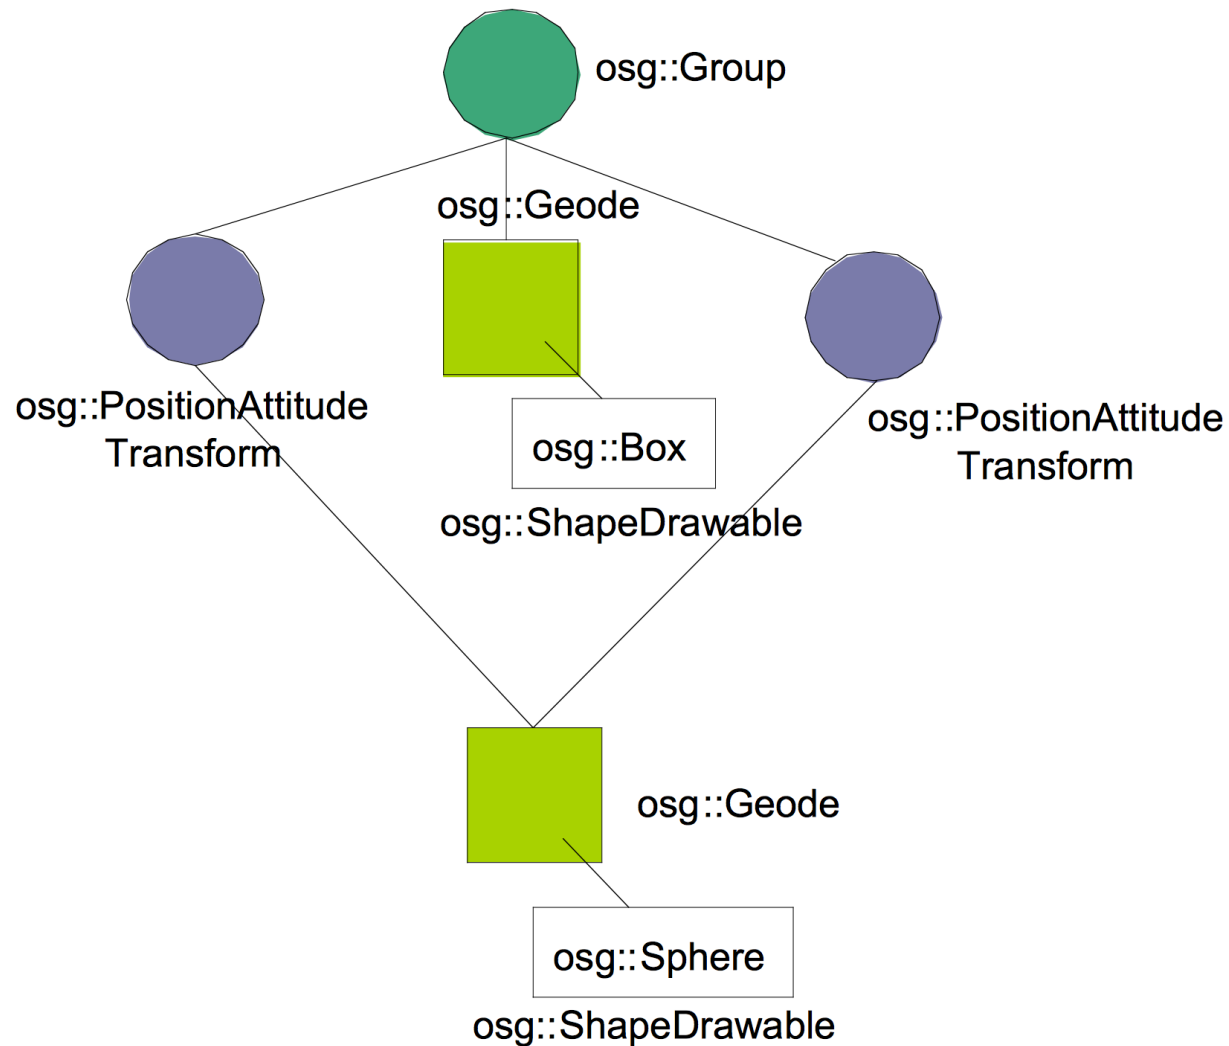 osg::Group
osg::Geode
osg::PositionAttitude
Transform
osg::PositionAttitude
Transform
osg::Box
osg::ShapeDrawable
osg::Geode
osg::Sphere
osg::ShapeDrawable